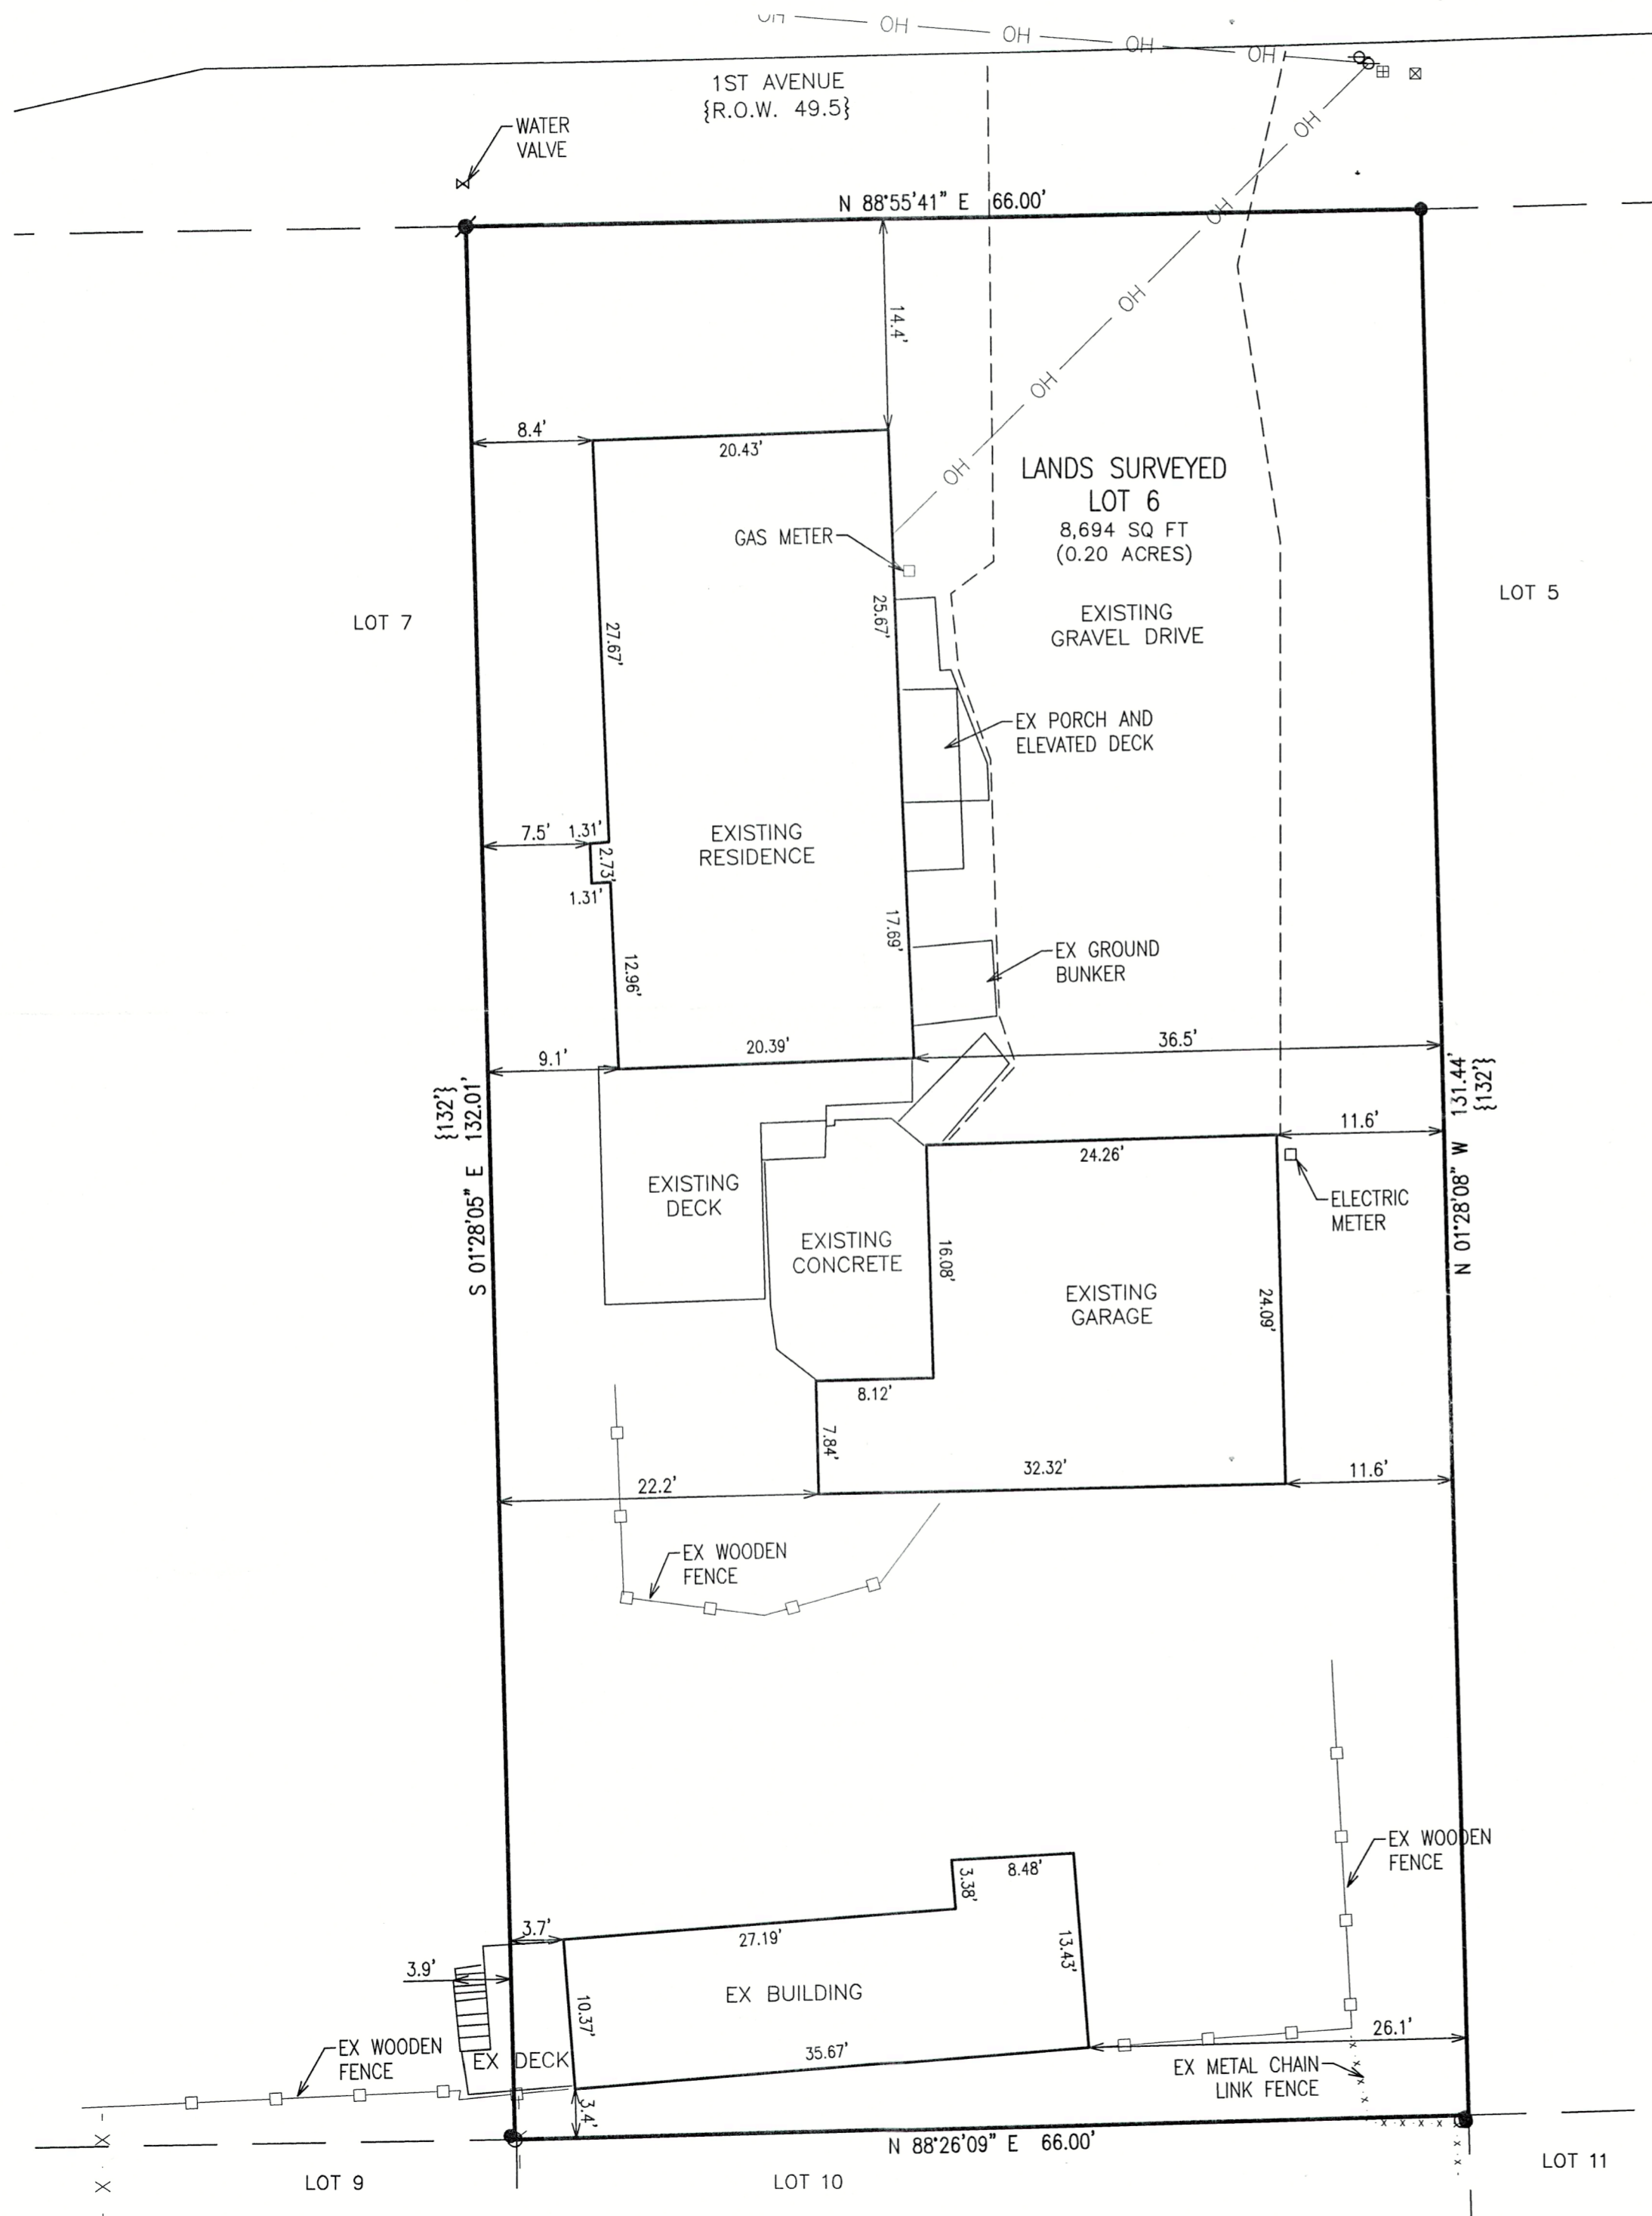 OH OH OH OH OH
1ST AVENUE
{R.O.W. 49.5}
WATER
VALVE
OH
N 88°55'41" E 66.00'
OH
OH
14.4'
OH
8.4'
20.43'
OH
LANDS SURVEYED
LOT 6
8,694 SQ FT
(0.20 ACRES)
GAS METER
LOT 7
LOT 5
25.67'
27.67'
EXISTING
GRAVEL DRIVE
EX PORCH AND
ELEVATED DECK
7.5' 1.31'
2.73'
1.31'
EXISTING
RESIDENCE
17.69'
12.96'
EX GROUND
BUNKER
20.39'
36.5'
9.1'
{132'}
S 01°28'05" E 132.01'
N 01°28'08" W 131.44'
{132'}
11.6'
24.26'
EXISTING
DECK
ELECTRIC
METER
EXISTING
CONCRETE
16.08'
EXISTING
GARAGE
24.09'
8.12'
7.84'
22.2'
32.32'
11.6'
EX WOODEN
FENCE
EX WOODEN
FENCE
8.48'
3.38'
3.7'
27.19'
13.43'
3.9'
EX BUILDING
10.37'
35.67'
26.1'
EX WOODEN
FENCE
EX DECK
EX METAL CHAIN
LINK FENCE
3.4'
N 88°26'09" E 66.00'
LOT 9
LOT 10
LOT 11